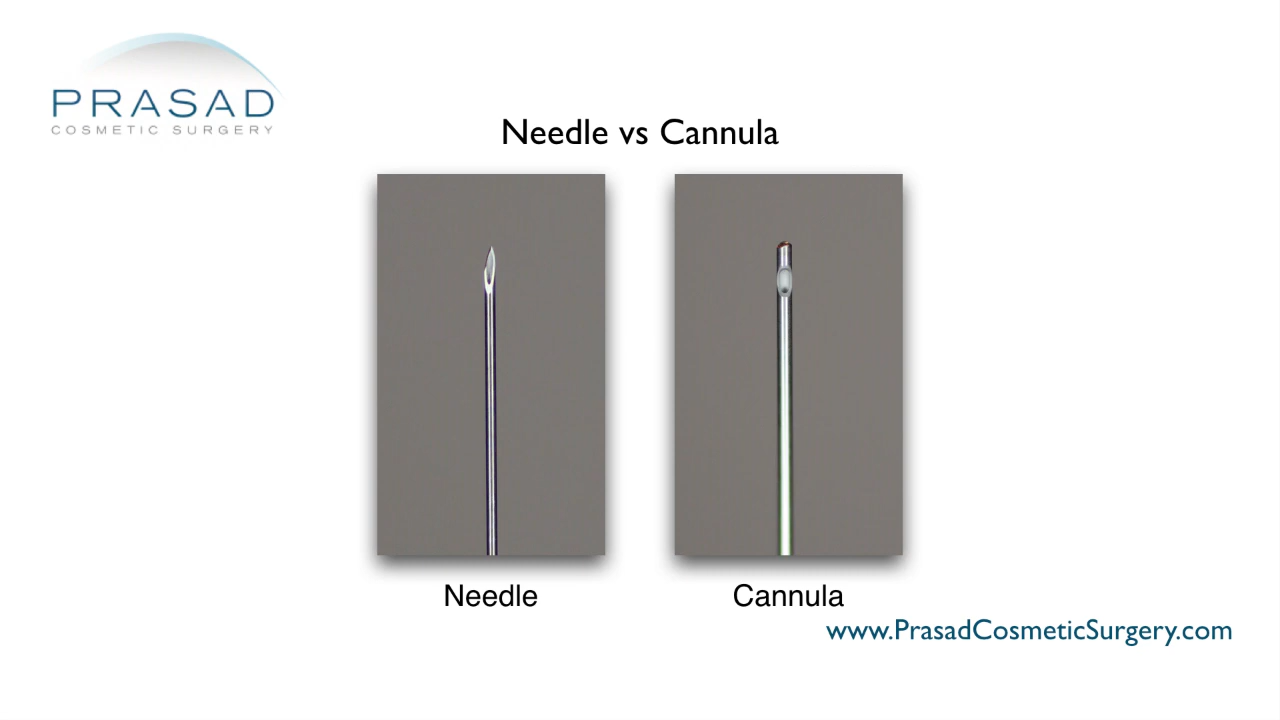 PRASAD
COSMETIC SURGERY
Needle vs Cannula
Needle
Cannula
www.PrasadCosmeticSurgery.com